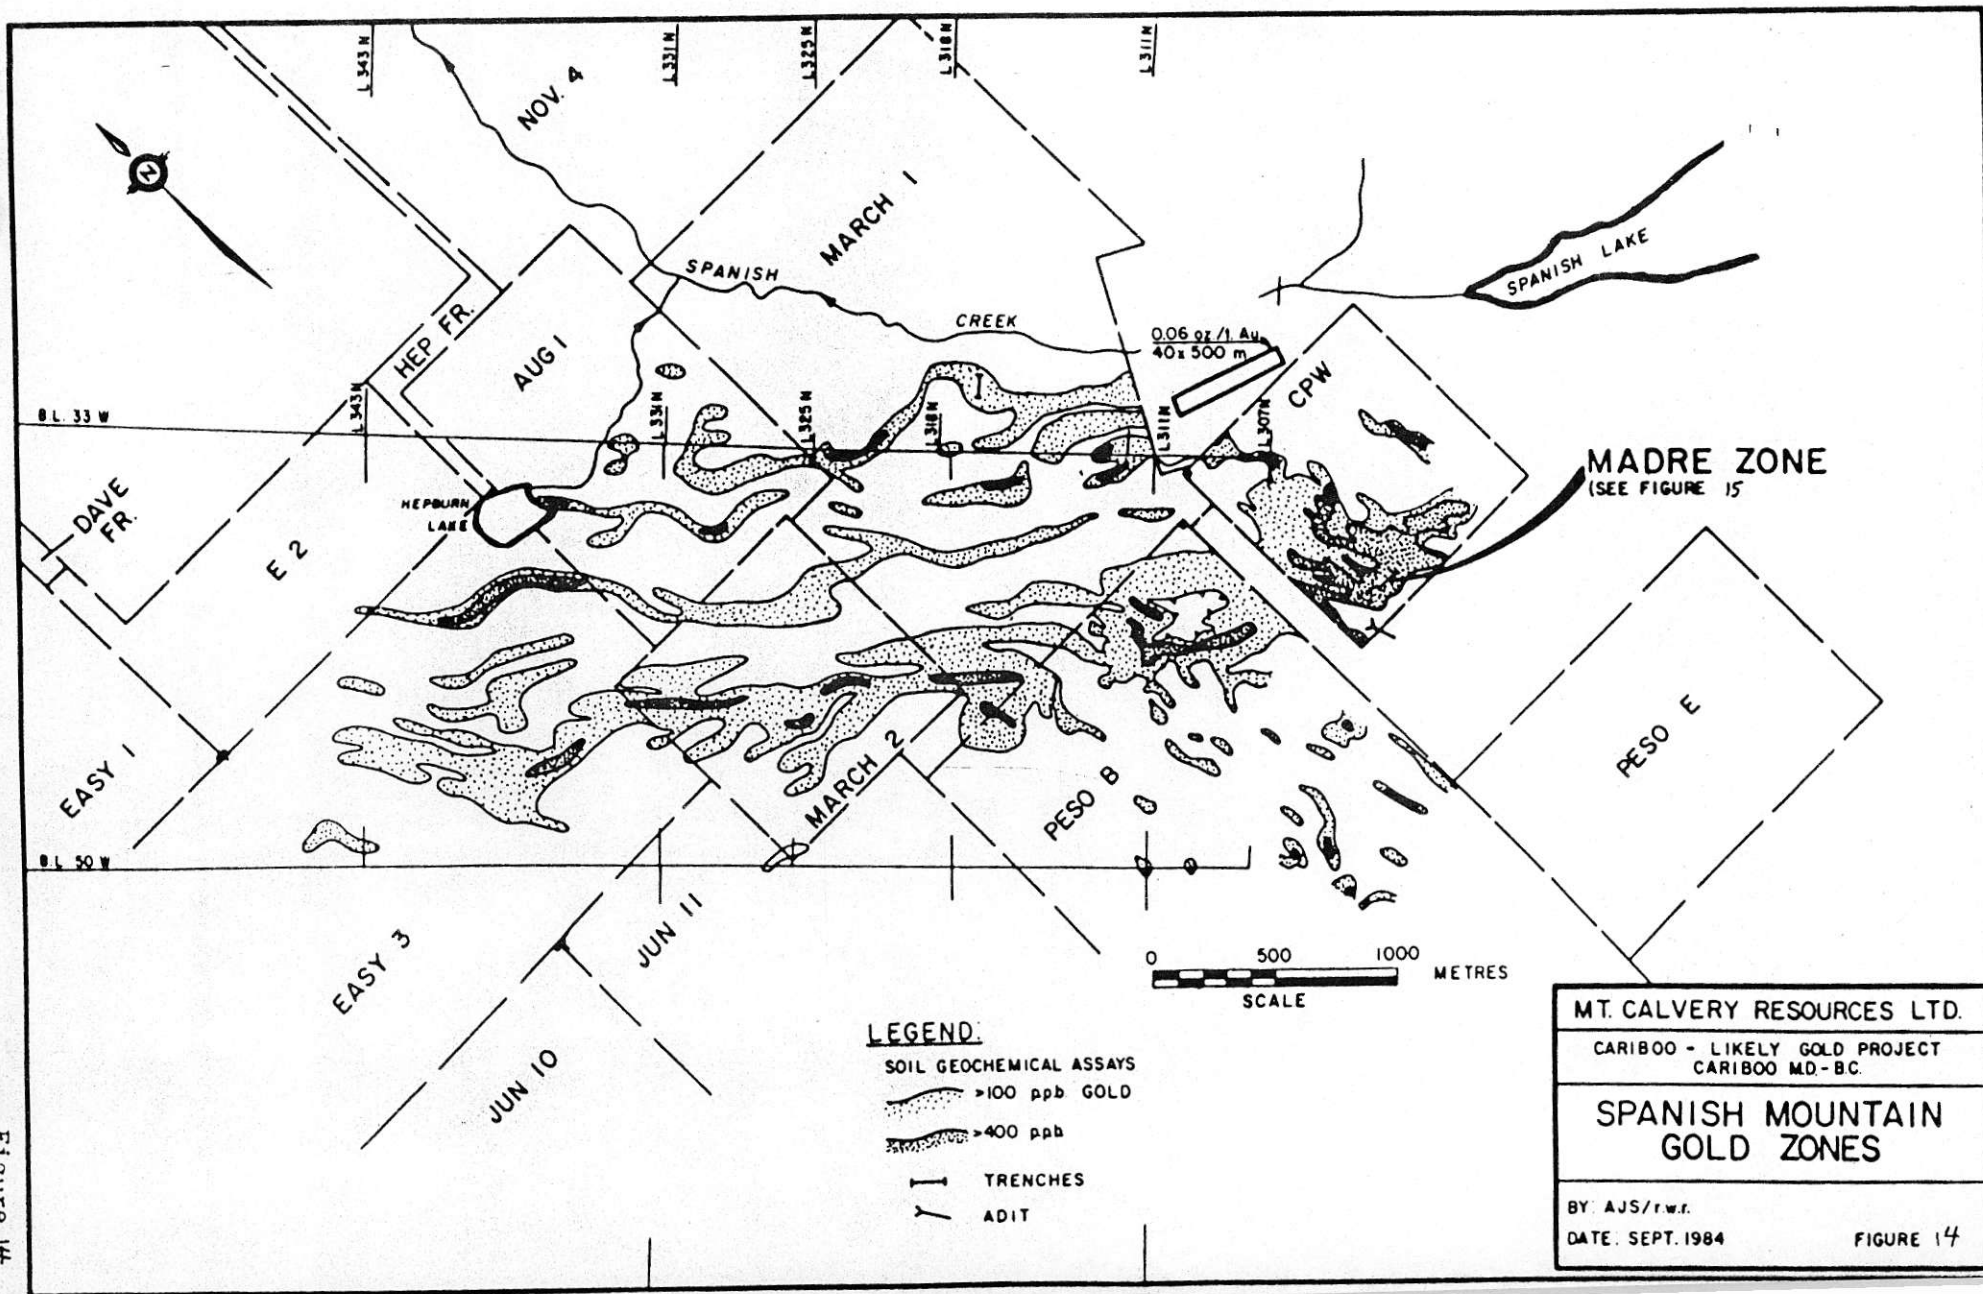 L 343 N
L 331 N
L 325 N
L 318 N
L 311 N
NOV. 4
MARCH 1
N
SPANISH LAKE
SPANISH
CREEK
HEP FR.
AUG 1
0.06 oz/t. Au
40 x 500 m
CPW
B.L. 33 W
L 343 N
L 331 N
L 325 N
L 318 N
L 311 N
L 307 N
MADRE ZONE
(SEE FIGURE 15
DAVE
FR.
HEPBURN
LAKE
E 2
EASY 1
MARCH 2
PESO B
PESO E
B.L. 50 W
EASY 3
JUN 11
JUN 10
0 500 1000
METRES
SCALE
LEGEND:
SOIL GEOCHEMICAL ASSAYS
>100 ppb GOLD
>400 ppb
TRENCHES
ADIT
MT. CALVERY RESOURCES LTD.
CARIBOO - LIKELY GOLD PROJECT
CARIBOO M.D. - B.C.
SPANISH MOUNTAIN
GOLD ZONES
BY: AJS/r.w.r.
DATE: SEPT. 1984
FIGURE 14
Figure 14